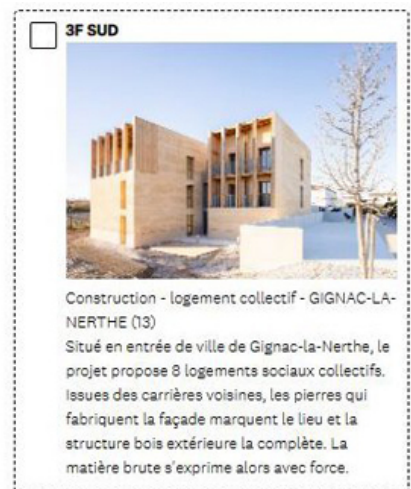 3F SUD
Construction - logement collectif - GIGNAC-LA-
NERTHE (13)
Situé en entrée de ville de Gignac-la-Nerthe, le
projet propose 8 logements sociaux collectifs.
Issues des carrières voisines, les pierres qui
fabriquent la façade marquent le lieu et la
structure bois extérieure la complète. La
matière brute s'exprime alors avec force.